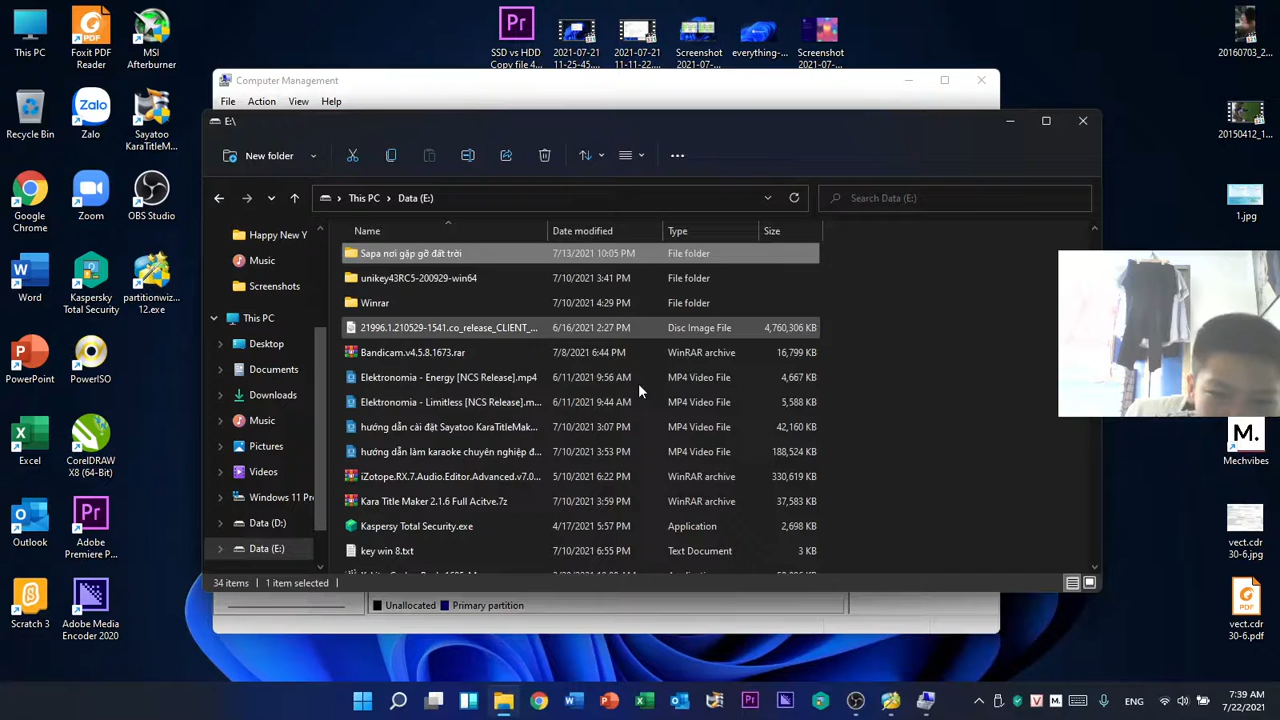 This PC
Foxit PDF
Reader
MSI
Afterburner
SSD vs HDD
Copy file 4...
2021-07-21
11-25-45....
2021-07-21
11-11-22....
Screenshot
2021-07-...
everything-...
Screenshot
2021-07-...
20160703_2...
Recycle Bin
Zalo
Sayatoo
KaraTitleM...
20150412_1...
Google
Chrome
Zoom
OBS Studio
1.jpg
Word
Kaspersky
Total Security
partitionwiz...
12.exe
PowerPoint
PowerISO
Excel
CorelDRAW
X8 (64-Bit)
M.
Mechvibes
Outlook
Adobe
Premiere P...
vect.cdr
30-6.jpg
Scratch 3
Adobe Media
Encoder 2020
vect.cdr
30-6.pdf
Computer Management
File Action View Help
E:\
New folder
This PC > Data (E:)
Search Data (E:)
Name Date modified Type Size
Happy New Y
Music
Screenshots
This PC
Desktop
Documents
Downloads
Music
Pictures
Videos
Windows 11 Pr
Data (D:)
Data (E:)
Sapa nơi gặp gỡ đất trời 7/13/2021 10:05 PM File folder
unikey43RC5-200929-win64 7/10/2021 3:41 PM File folder
Winrar 7/10/2021 4:29 PM File folder
21996.1.210529-1541.co_release_CLIENT_... 6/16/2021 2:27 PM Disc Image File 4,760,306 KB
Bandicam.v4.5.8.1673.rar 7/8/2021 6:44 PM WinRAR archive 16,799 KB
Elektronomia - Energy [NCS Release].mp4 6/11/2021 9:56 AM MP4 Video File 4,667 KB
Elektronomia - Limitless [NCS Release].m... 6/11/2021 9:44 AM MP4 Video File 5,588 KB
hướng dẫn cài đặt Sayatoo KaraTitleMak... 7/10/2021 3:07 PM MP4 Video File 42,160 KB
hướng dẫn làm karaoke chuyên nghiệp đ... 7/10/2021 3:53 PM MP4 Video File 188,524 KB
iZotope.RX.7.Audio.Editor.Advanced.v7.0... 5/10/2021 6:22 PM WinRAR archive 330,619 KB
Kara Title Maker 2.1.6 Full Acitve.7z 7/10/2021 3:59 PM WinRAR archive 37,583 KB
Kaspersy Total Security.exe 4/17/2021 5:57 PM Application 2,698 KB
key win 8.txt 7/10/2021 6:55 PM Text Document 3 KB
34 items 1 item selected
Unallocated Primary partition
ENG
7:39 AM
7/22/2021